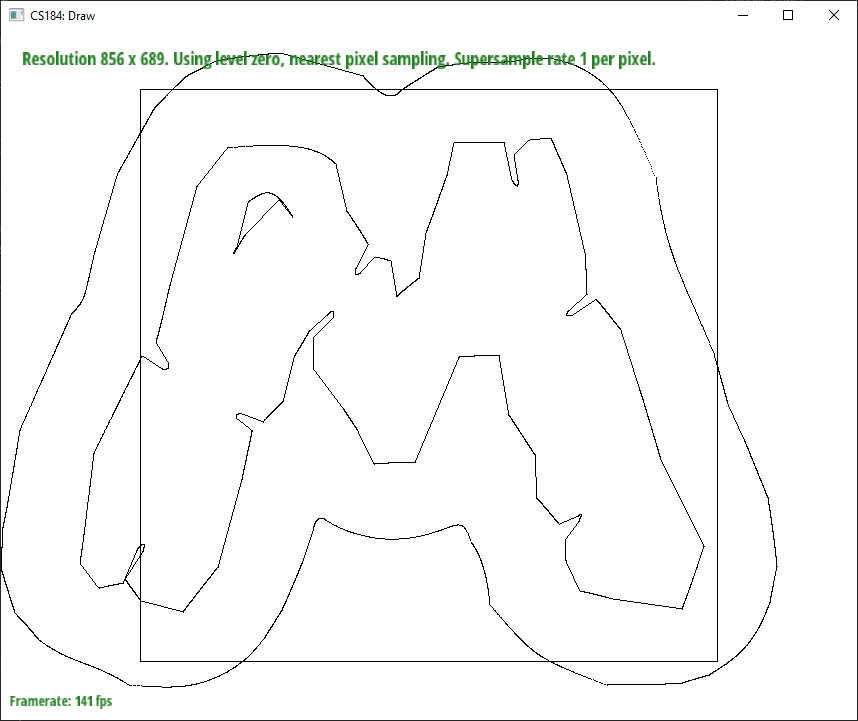 CS184: Draw
Resolution 856 x 689. Using level zero, nearest pixel sampling. Supersample rate 1 per pixel.
Framerate: 141 fps